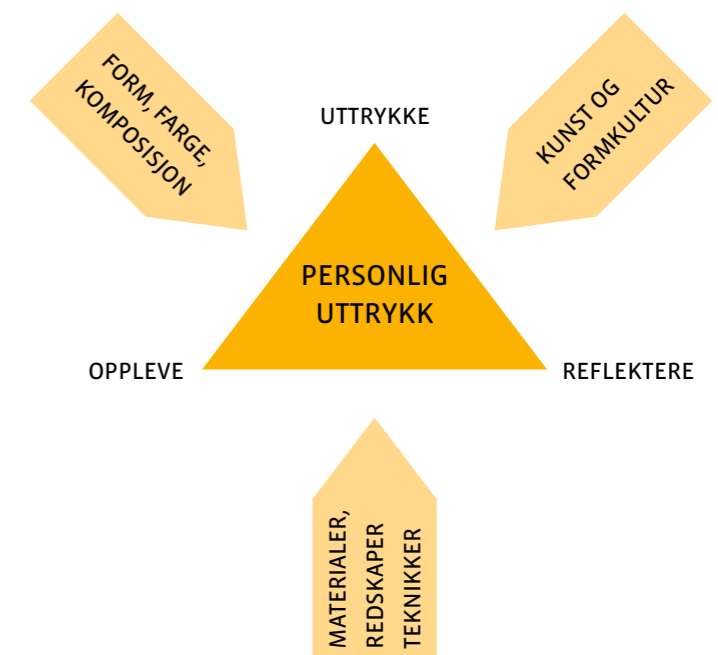 FORM, FARGE,
KOMPOSISJON
KUNST OG
FORMKULTUR
UTTRYKKE
PERSONLIG
UTTRYKK
OPPLEVE
REFLEKTERE
MATERIALER,
REDSKAPER
TEKNIKKER